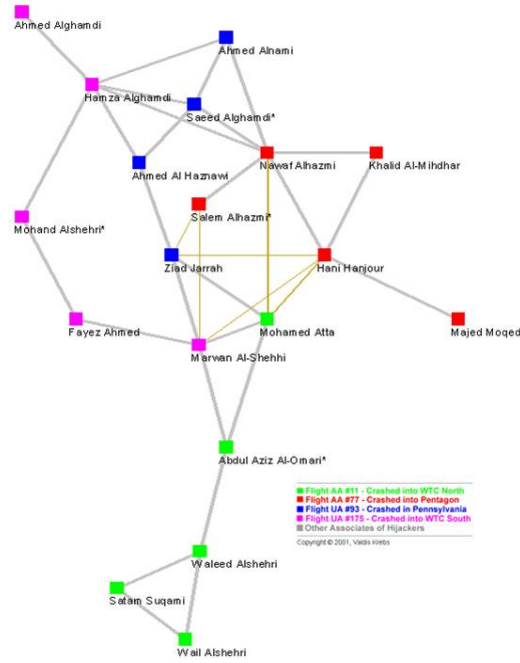 Ahmed Alghamdi
Ahmed Alnami
Hamza Alghamdi
Saeed Alghamdi*
Nawaf Alhazmi
Khalid Al-Mihdhar
Ahmed Al Haznawi
Salem Alhazmi*
Mohand Alshehri*
Ziad Jarrah
Hani Hanjour
Fayez Ahmed
Mohamed Atta
Majed Moqed
Marwan Al-Shehhi
Abdul Aziz Al-Omari*
Flight AA #11 - Crashed into WTC North
Flight AA #77 - Crashed into Pentagon
Flight UA #93 - Crashed in Pennsylvania
Flight UA #175 - Crashed into WTC South
Other Associates of Hijackers
Copyright © 2001, Valdis Krebs
Waleed Alshehri
Satam Suqami
Wail Alshehri